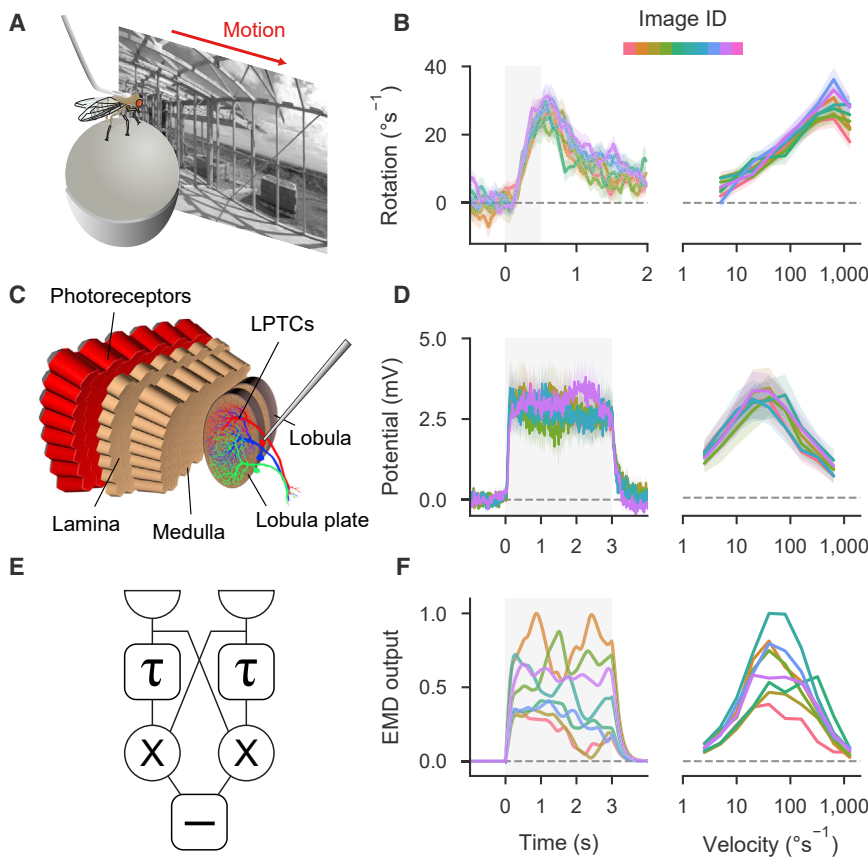 A
Motion
B
Image ID
Rotation (°s⁻¹)
40
20
0
0
1
2
1
10
100
1,000
C
Photoreceptors
LPTCs
Lobula
Lamina
Medulla
Lobula plate
D
Potential (mV)
5.0
2.5
0.0
0
1
2
3
1
10
100
1,000
E
τ
τ
X
X
–
F
EMD output
1.0
0.5
0.0
0
1
2
3
Time (s)
1
10
100
1,000
Velocity (°s⁻¹)